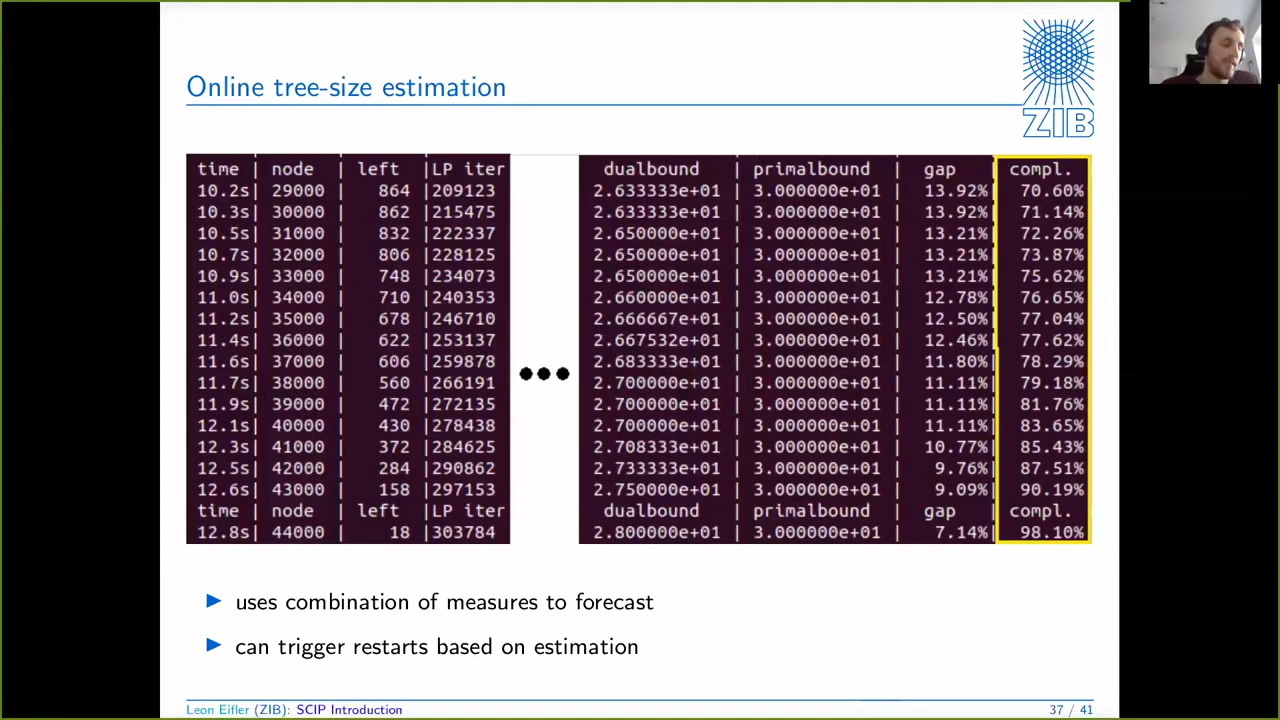 Online tree-size estimation
ZIB
time | node | left |LP iter | dualbound | primalbound | gap | compl.
10.2s| 29000 | 864 |209123 2.633333e+01 | 3.000000e+01 | 13.92%| 70.60%
10.3s| 30000 | 862 |215475 2.633333e+01 | 3.000000e+01 | 13.92%| 71.14%
10.5s| 31000 | 832 |222337 2.650000e+01 | 3.000000e+01 | 13.21%| 72.26%
10.7s| 32000 | 806 |228125 2.650000e+01 | 3.000000e+01 | 13.21%| 73.87%
10.9s| 33000 | 748 |234073 2.650000e+01 | 3.000000e+01 | 13.21%| 75.62%
11.0s| 34000 | 710 |240353 2.660000e+01 | 3.000000e+01 | 12.78%| 76.65%
11.2s| 35000 | 678 |246710 2.666667e+01 | 3.000000e+01 | 12.50%| 77.04%
11.4s| 36000 | 622 |253137 2.667532e+01 | 3.000000e+01 | 12.46%| 77.62%
11.6s| 37000 | 606 |259878 2.683333e+01 | 3.000000e+01 | 11.80%| 78.29%
11.7s| 38000 | 560 |266191 2.700000e+01 | 3.000000e+01 | 11.11%| 79.18%
11.9s| 39000 | 472 |272135 2.700000e+01 | 3.000000e+01 | 11.11%| 81.76%
12.1s| 40000 | 430 |278438 2.700000e+01 | 3.000000e+01 | 11.11%| 83.65%
12.3s| 41000 | 372 |284625 2.708333e+01 | 3.000000e+01 | 10.77%| 85.43%
12.5s| 42000 | 284 |290862 2.733333e+01 | 3.000000e+01 | 9.76%| 87.51%
12.6s| 43000 | 158 |297153 2.750000e+01 | 3.000000e+01 | 9.09%| 90.19%
time | node | left |LP iter dualbound | primalbound | gap | compl.
12.8s| 44000 | 18 |303784 2.800000e+01 | 3.000000e+01 | 7.14%| 98.10%
uses combination of measures to forecast
can trigger restarts based on estimation
Leon Eifler (ZIB): SCIP Introduction 37 / 41